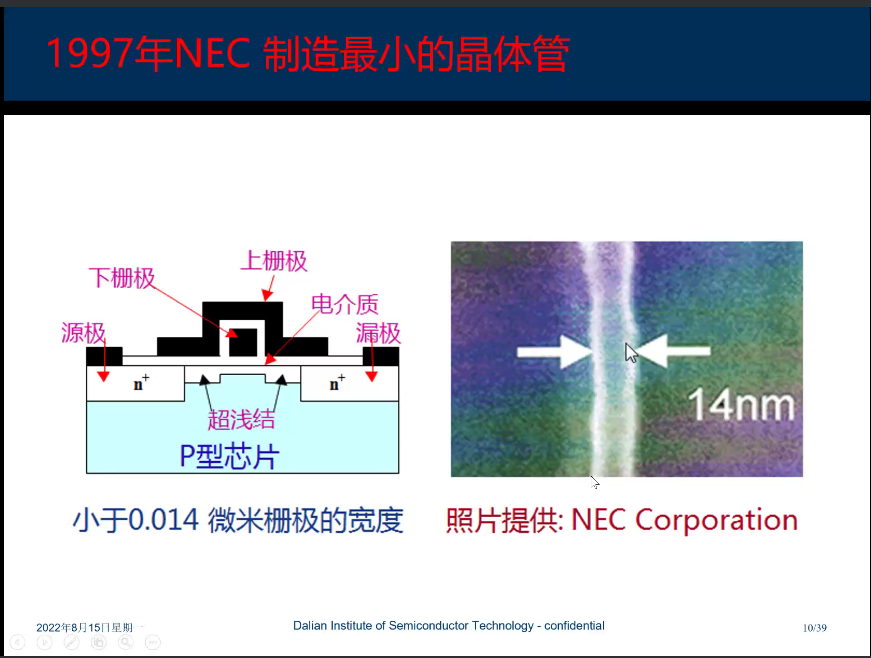 1997年NEC 制造最小的晶体管
上栅极
下栅极
电介质
源极
漏极
n+
n+
超浅结
P型芯片
14nm
小于0.014 微米栅极的宽度
照片提供: NEC Corporation
2022年8月15日星期一
Dalian Institute of Semiconductor Technology - confidential
10/39